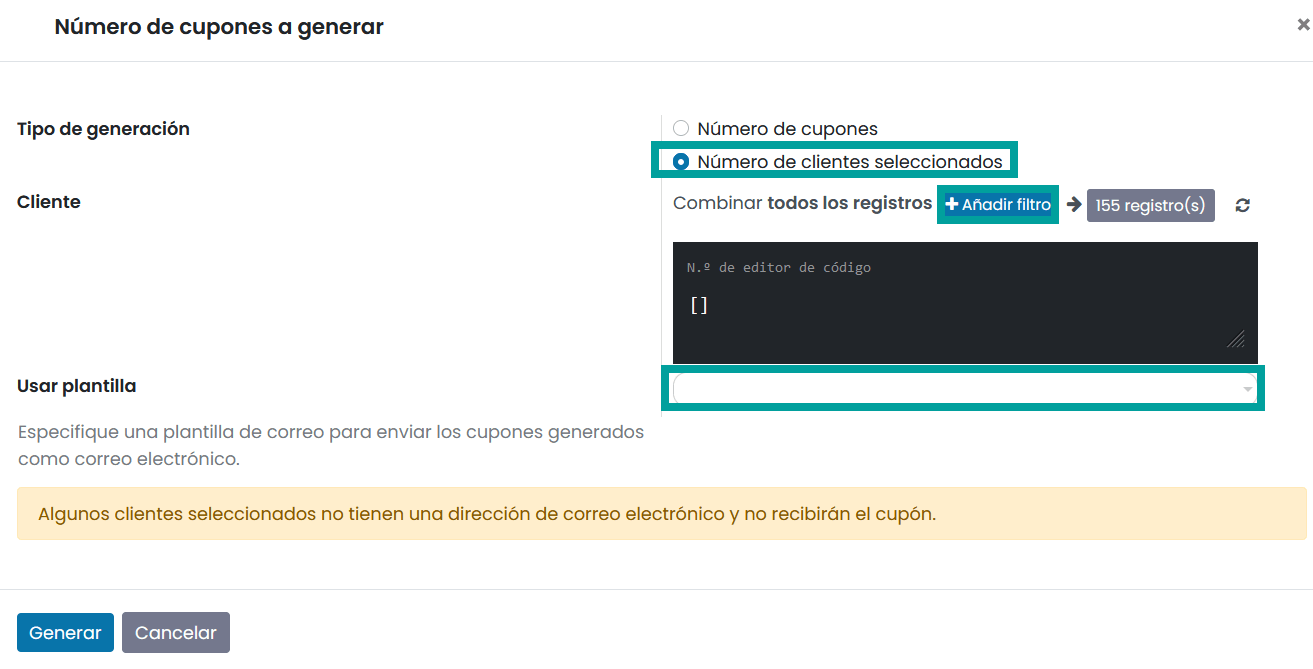 Número de cupones a generar
Tipo de generación
Número de cupones
Número de clientes seleccionados
Cliente
Combinar todos los registros Añadir filtro 155 registro(s)
N.º de editor de código
[]
Usar plantilla
Especifique una plantilla de correo para enviar los cupones generados
como correo electrónico.
Algunos clientes seleccionados no tienen una dirección de correo electrónico y no recibirán el cupón.
Generar Cancelar